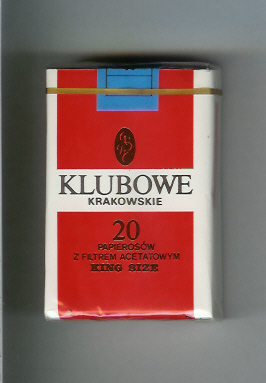 KLUBOWE
KRAKOWSKIE
20
PAPIEROSÓW
Z FILTREM ACETATOWYM
KING SIZE